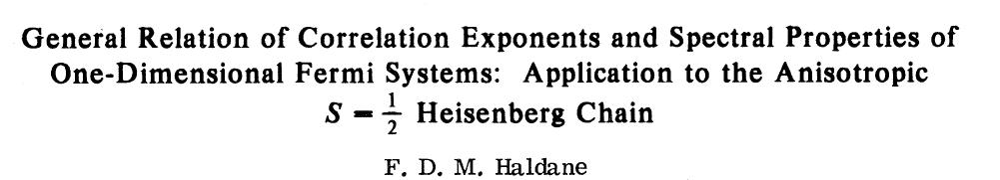 General Relation of Correlation Exponents and Spectral Properties of
One-Dimensional Fermi Systems: Application to the Anisotropic
S = 1/2 Heisenberg Chain
F. D. M. Haldane